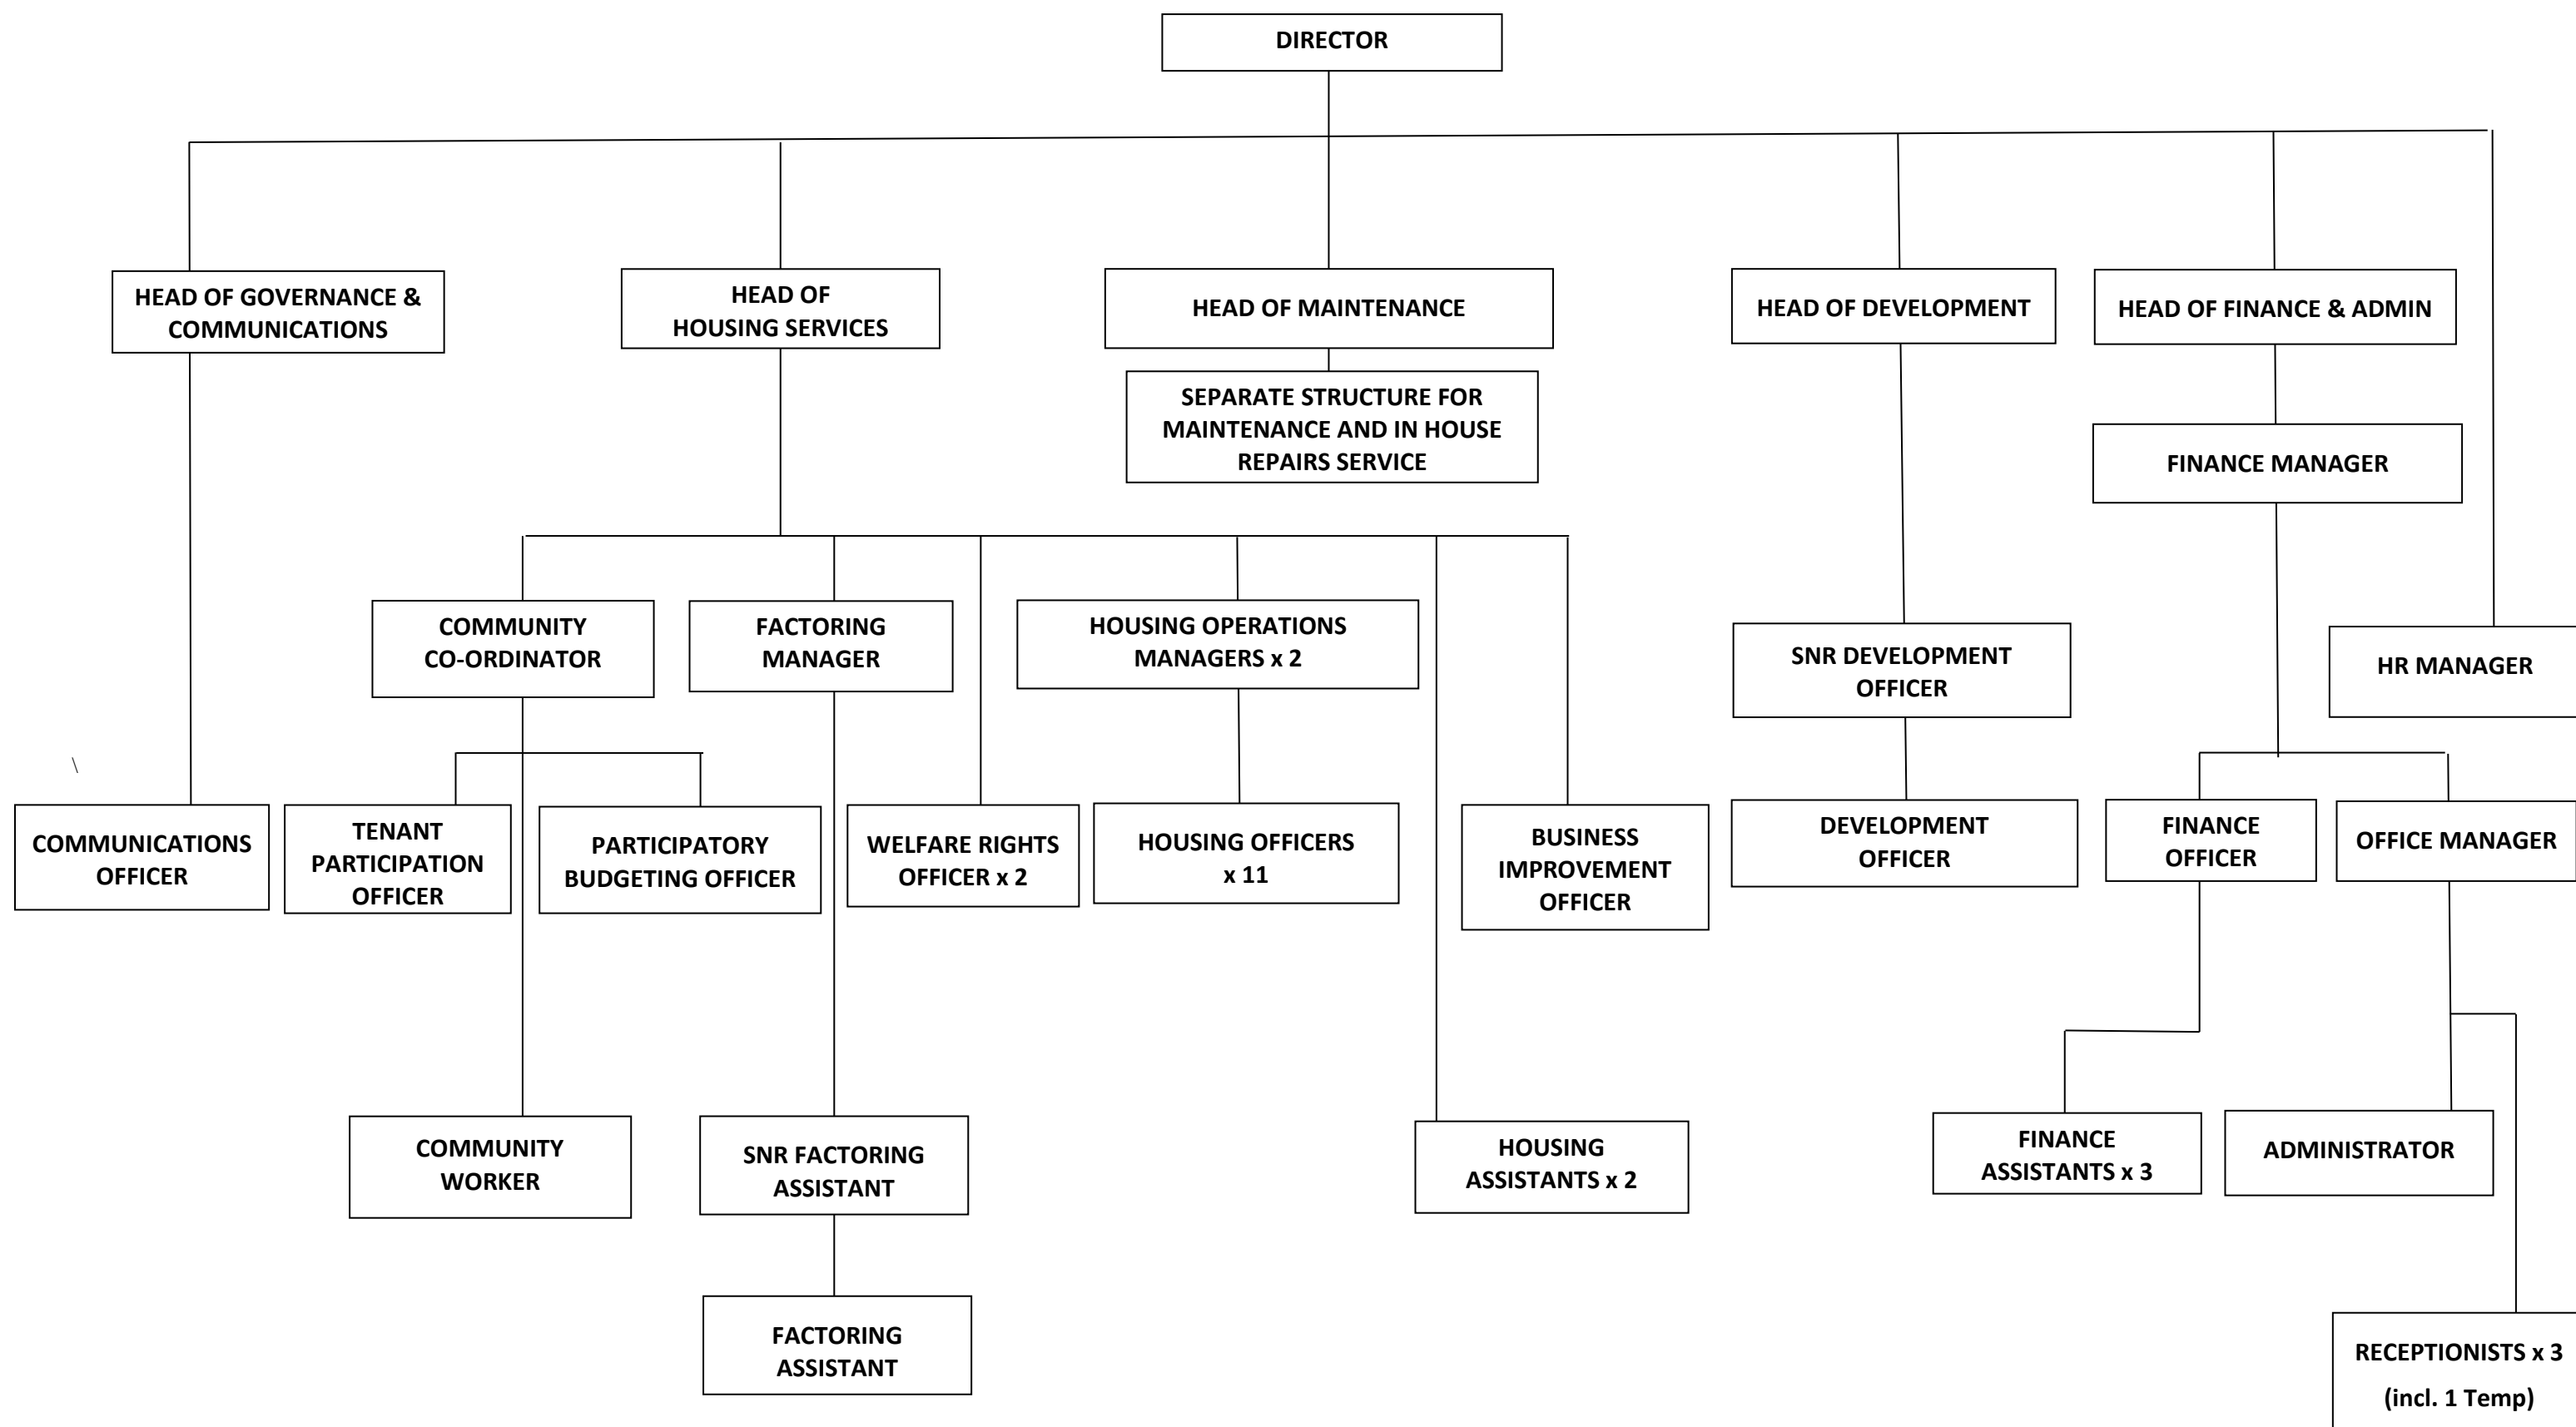 DIRECTOR
HEAD OF GOVERNANCE &
COMMUNICATIONS
HEAD OF
HOUSING SERVICES
HEAD OF MAINTENANCE
HEAD OF DEVELOPMENT
HEAD OF FINANCE & ADMIN
SEPARATE STRUCTURE FOR
MAINTENANCE AND IN HOUSE
REPAIRS SERVICE
FINANCE MANAGER
COMMUNITY
CO-ORDINATOR
FACTORING
MANAGER
HOUSING OPERATIONS
MANAGERS x 2
SNR DEVELOPMENT
OFFICER
HR MANAGER
\
COMMUNICATIONS
OFFICER
TENANT
PARTICIPATION
OFFICER
PARTICIPATORY
BUDGETING OFFICER
WELFARE RIGHTS
OFFICER x 2
HOUSING OFFICERS
x 11
BUSINESS
IMPROVEMENT
OFFICER
DEVELOPMENT
OFFICER
FINANCE
OFFICER
OFFICE MANAGER
COMMUNITY
WORKER
SNR FACTORING
ASSISTANT
HOUSING
ASSISTANTS x 2
FINANCE
ASSISTANTS x 3
ADMINISTRATOR
FACTORING
ASSISTANT
RECEPTIONISTS x 3
(incl. 1 Temp)